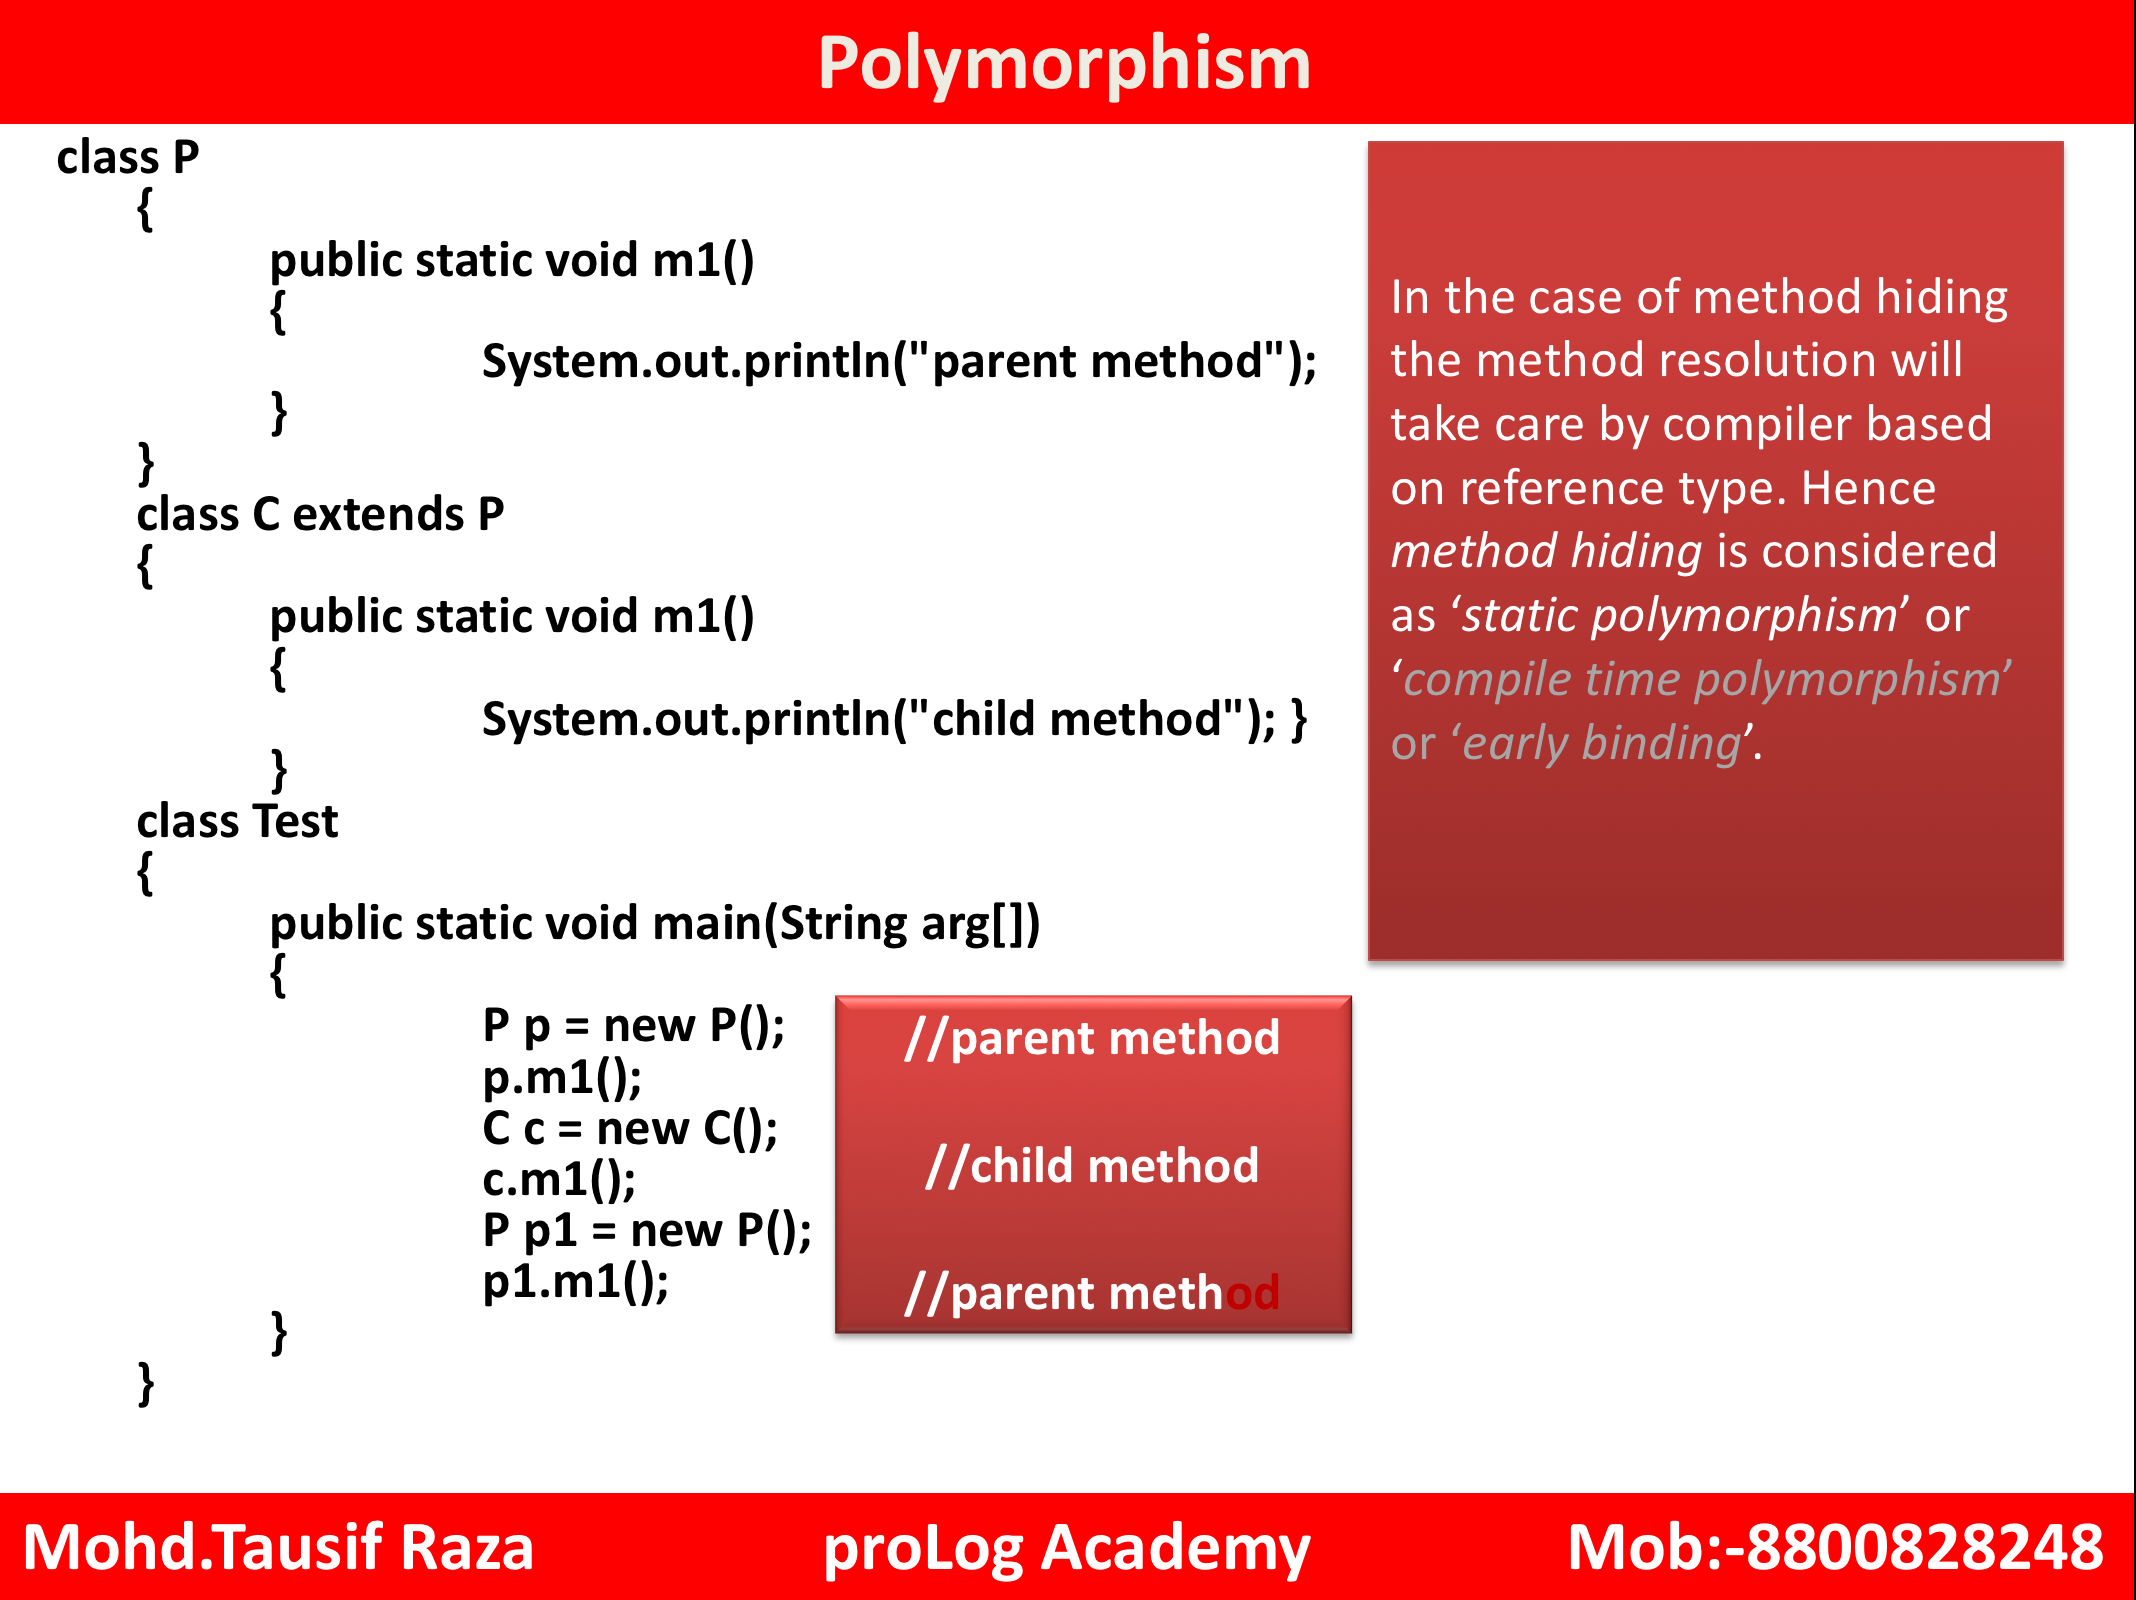 Polymorphism
class P
{
public static void m1()
{
System.out.println("parent method");
}
}
class C extends P
{
public static void m1()
{
System.out.println("child method"); }
}
class Test
{
public static void main(String arg[])
{
P p = new P();
p.m1();
C c = new C();
c.m1();
P p1 = new P();
p1.m1();
}
}
//parent method
//child method
//parent method
In the case of method hiding
the method resolution will
take care by compiler based
on reference type. Hence
method hiding is considered
as ‘static polymorphism’ or
‘compile time polymorphism’
or ‘early binding’.
Mohd.Tausif Raza
proLog Academy
Mob:-8800828248